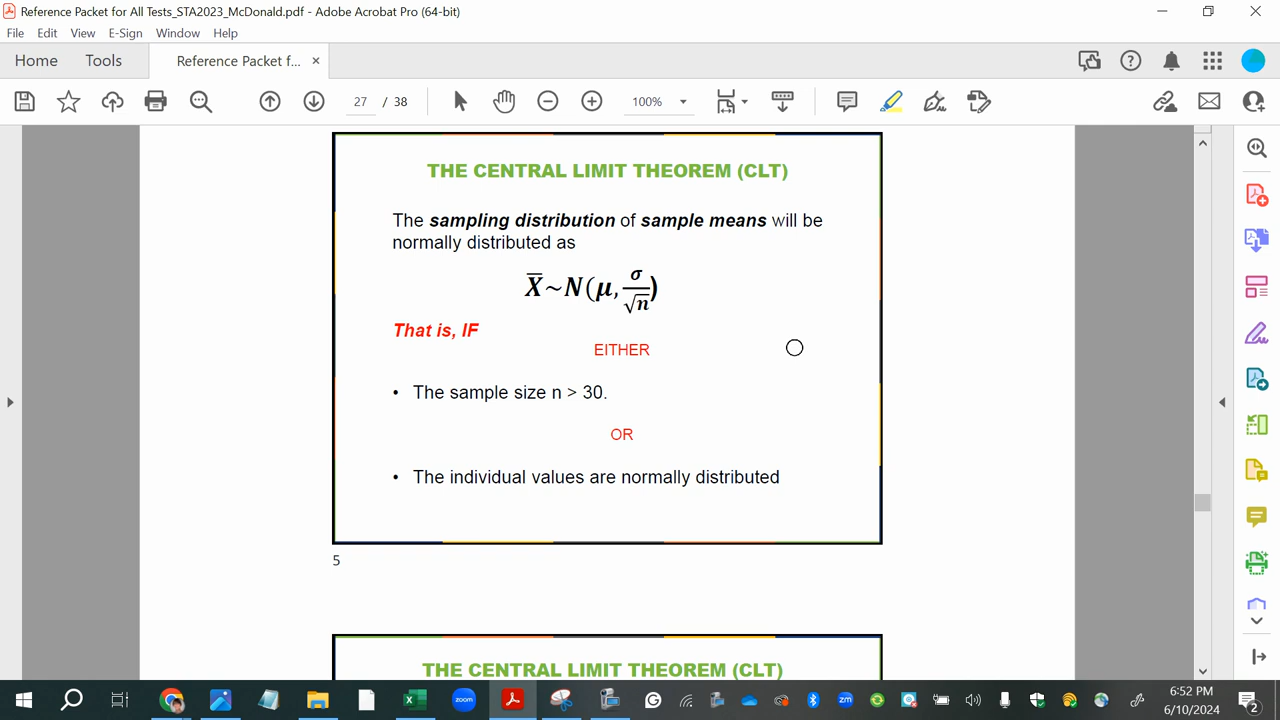 Reference Packet for All Tests_STA2023_McDonald.pdf - Adobe Acrobat Pro (64-bit)
File Edit View E-Sign Window Help
Home Tools Reference Packet f... ×
27 / 38 100%
THE CENTRAL LIMIT THEOREM (CLT)
The sampling distribution of sample means will be
normally distributed as
X̅~N(μ, σ/√n)
That is, IF
EITHER
• The sample size n > 30.
OR
• The individual values are normally distributed
5
THE CENTRAL LIMIT THEOREM (CLT)
6:52 PM
6/10/2024
2